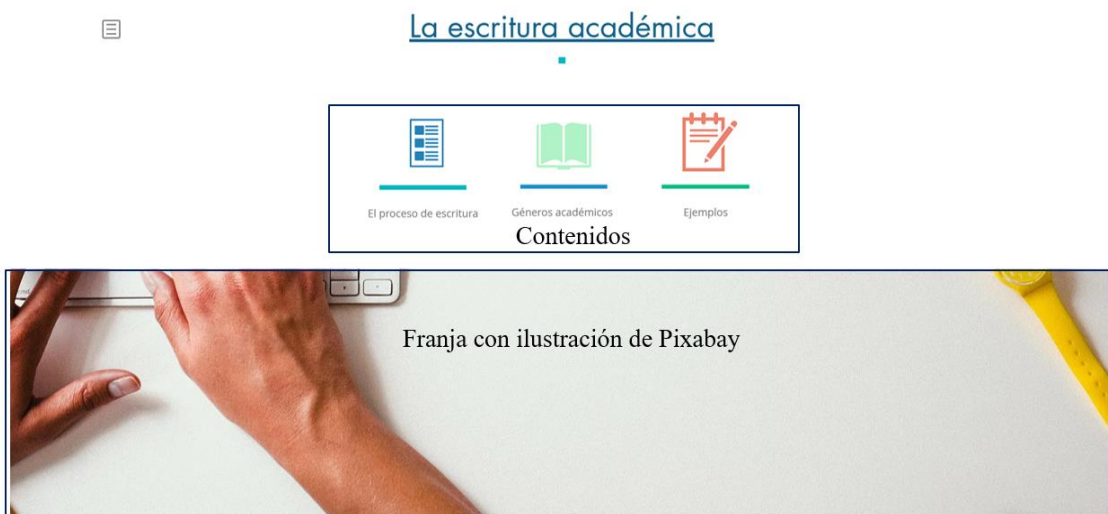 La escritura académica
El proceso de escritura
Géneros académicos
Ejemplos
Contenidos
Franja con ilustración de Pixabay